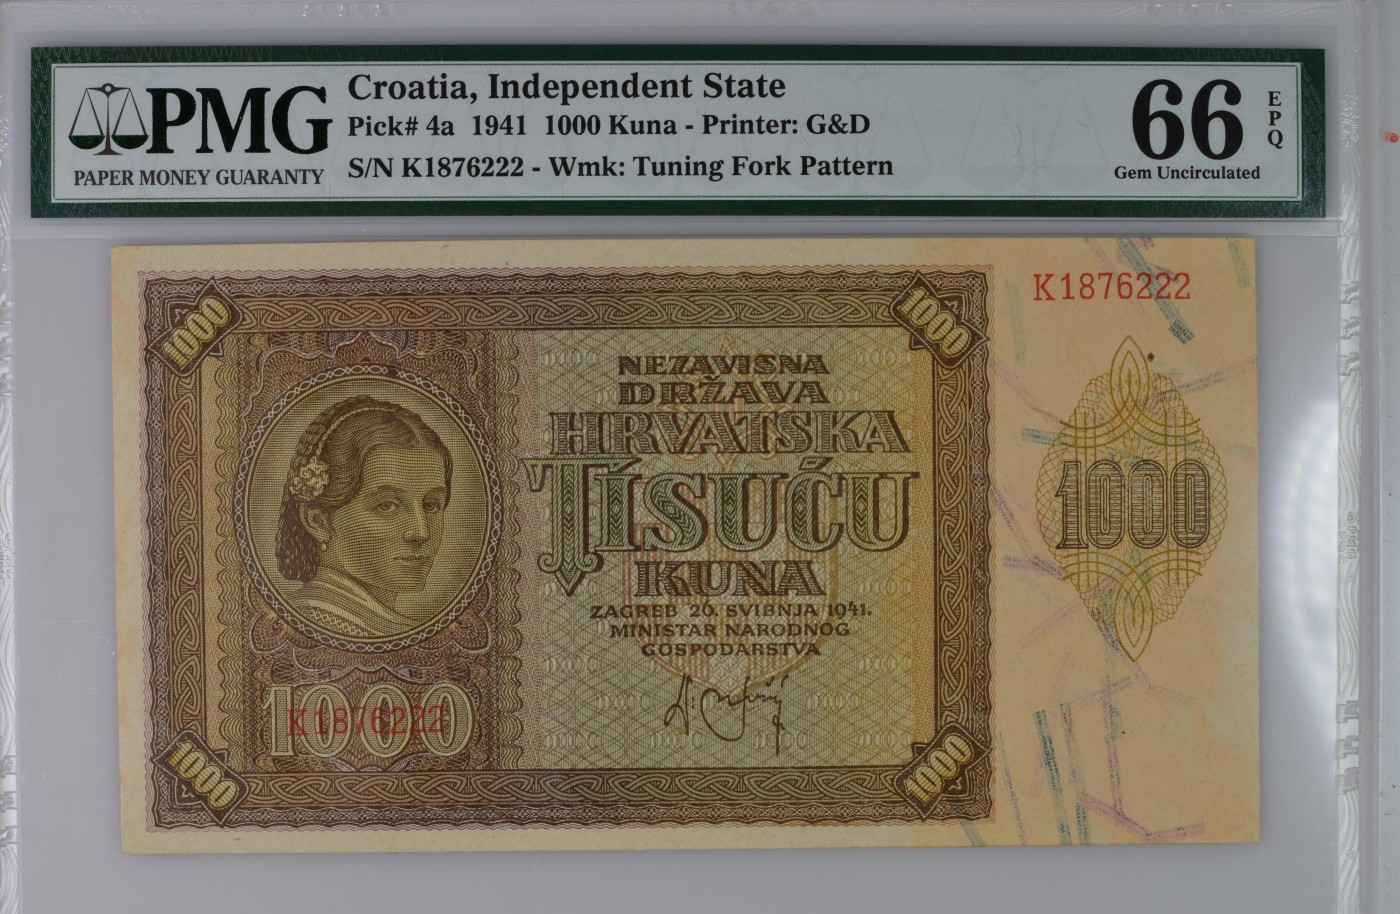 PMG
PAPER MONEY GUARANTY
Croatia, Independent State
Pick# 4a 1941 1000 Kuna - Printer: G&D
S/N K1876222 - Wmk: Tuning Fork Pattern
66
EPQ
Gem Uncirculated
K1876222
1000
1000
NEZAVISNA
DRŽAVA
HRVATSKA
TISUĆU
KUNA
ZAGREB 26. SVIBNJA 1941.
MINISTAR NARODNOG
GOSPODARSTVA
1000
1000
K1876222
1000
1000